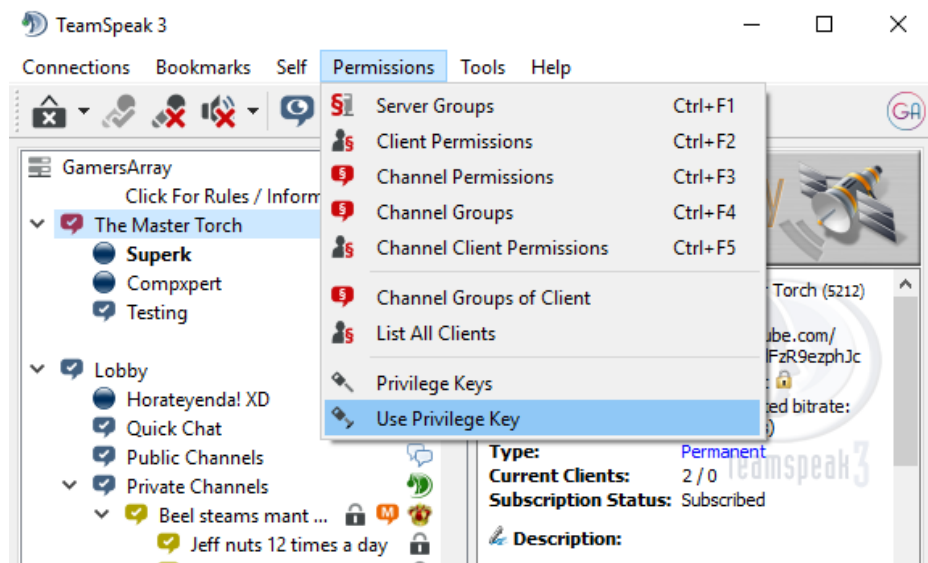 TeamSpeak 3
Connections Bookmarks Self Permissions Tools Help
Server Groups Ctrl+F1
Client Permissions Ctrl+F2
Channel Permissions Ctrl+F3
Channel Groups Ctrl+F4
Channel Client Permissions Ctrl+F5
Channel Groups of Client
List All Clients
Privilege Keys
Use Privilege Key
GA
GamersArray
Click For Rules / Inform
The Master Torch
Superk
Compxpert
Testing
Lobby
Horateyenda! XD
Quick Chat
Public Channels
Private Channels
Beel steams mant ...
M
Jeff nuts 12 times a day
Torch (5212)
ube.com/
lFzR9ezphJc
ed bitrate:
Type: Permanent
Current Clients: 2 / 0
Subscription Status: Subscribed
Description:
teamspeak 3